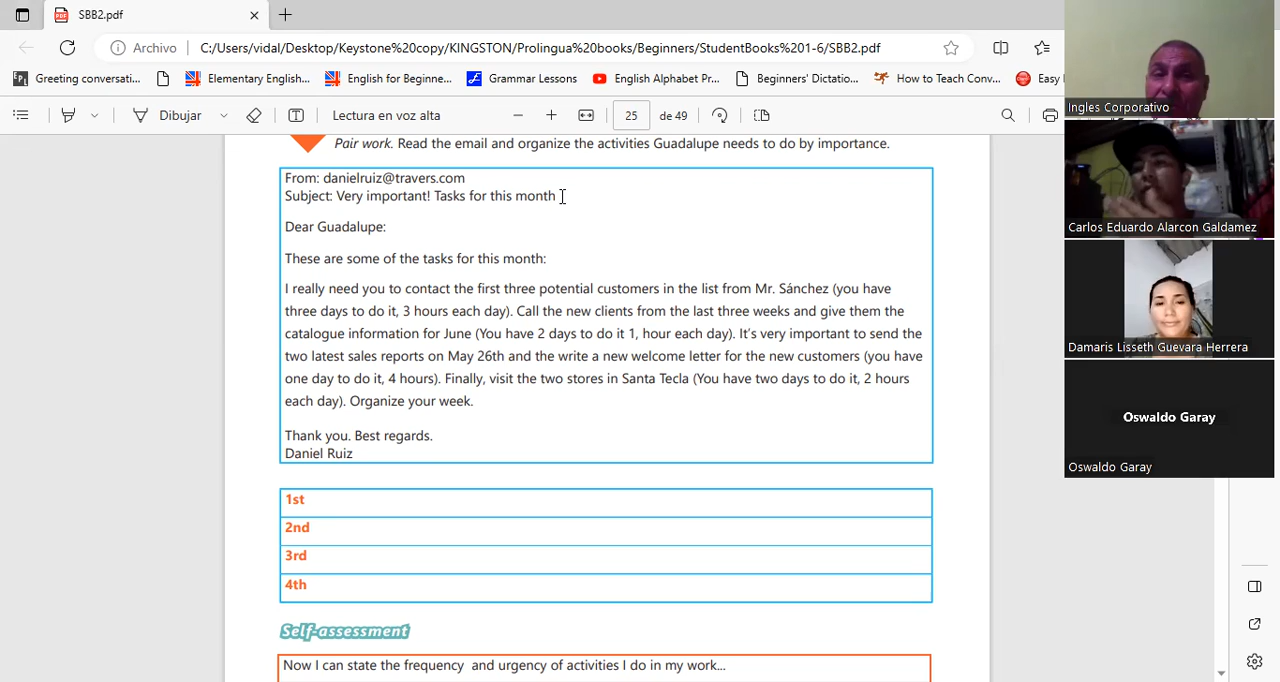 SBB2.pdf
Archivo
C:/Users/vidal/Desktop/Keystone%20copy/KINGSTON/Prolingua%20books/Beginners/StudentBooks%201-6/SBB2.pdf
Greeting conversati...
Elementary English...
English for Beginne...
Grammar Lessons
English Alphabet Pr...
Beginners' Dictatio...
How to Teach Conv...
Easy
Dibujar
Lectura en voz alta
25
de 49
Pair work. Read the email and organize the activities Guadalupe needs to do by importance.
From: danielruiz@travers.com
Subject: Very important! Tasks for this month
Dear Guadalupe:
These are some of the tasks for this month:
I really need you to contact the first three potential customers in the list from Mr. Sánchez (you have
three days to do it, 3 hours each day). Call the new clients from the last three weeks and give them the
catalogue information for June (You have 2 days to do it 1, hour each day). It's very important to send the
two latest sales reports on May 26th and the write a new welcome letter for the new customers (you have
one day to do it, 4 hours). Finally, visit the two stores in Santa Tecla (You have two days to do it, 2 hours
each day). Organize your week.
Thank you. Best regards.
Daniel Ruiz
1st
2nd
3rd
4th
Self-assessment
Now I can state the frequency and urgency of activities I do in my work...
Ingles Corporativo
Carlos Eduardo Alarcon Galdamez
Damaris Lisseth Guevara Herrera
Oswaldo Garay
Oswaldo Garay